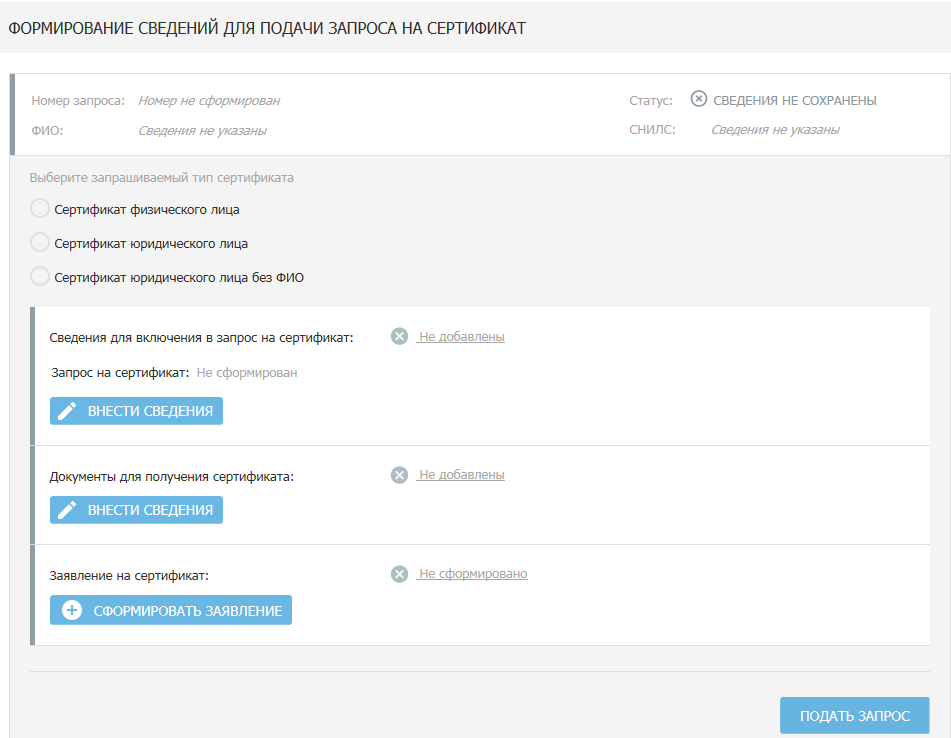 ФОРМИРОВАНИЕ СВЕДЕНИЙ ДЛЯ ПОДАЧИ ЗАПРОСА НА СЕРТИФИКАТ
Номер запроса: Номер не сформирован Статус: СВЕДЕНИЯ НЕ СОХРАНЕНЫ
ФИО: Сведения не указаны СНИЛС: Сведения не указаны
Выберите запрашиваемый тип сертификата
Сертификат физического лица
Сертификат юридического лица
Сертификат юридического лица без ФИО
Сведения для включения в запрос на сертификат: Не добавлены
Запрос на сертификат: Не сформирован
ВНЕСТИ СВЕДЕНИЯ
Документы для получения сертификата: Не добавлены
ВНЕСТИ СВЕДЕНИЯ
Заявление на сертификат: Не сформировано
СФОРМИРОВАТЬ ЗАЯВЛЕНИЕ
ПОДАТЬ ЗАПРОС